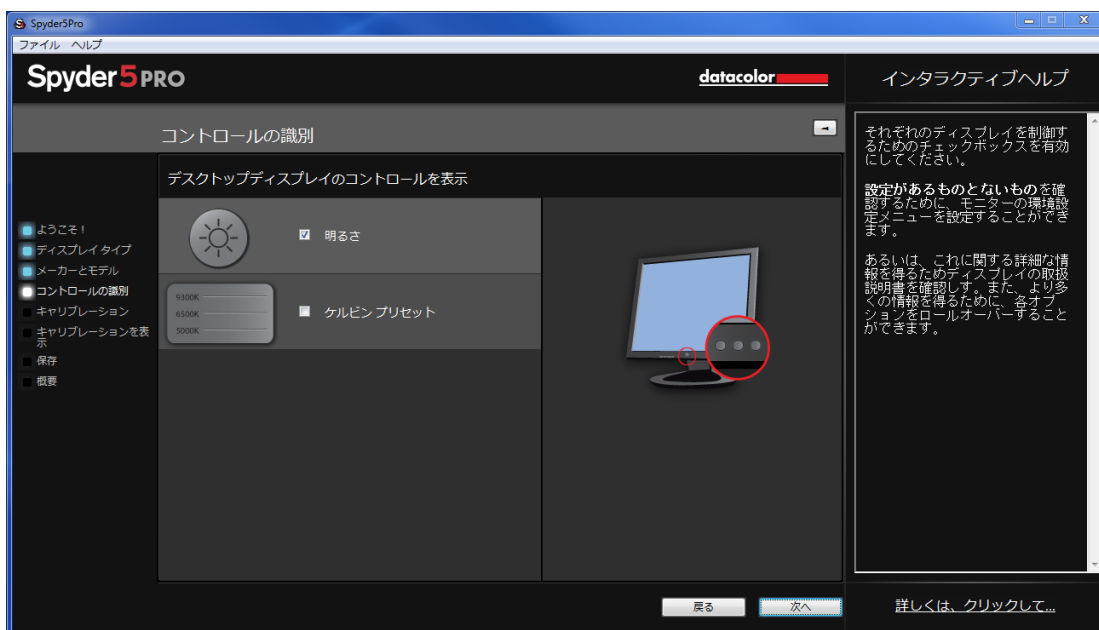 Spyder5Pro
ファイル ヘルプ
Spyder5PRO
datacolor
インタラクティブヘルプ
コントロールの識別
デスクトップディスプレイのコントロールを表示
ようこそ！
ディスプレイ タイプ
メーカーとモデル
コントロールの識別
キャリブレーション
キャリブレーションを表
示
保存
概要
明るさ
9300K
6500K
5000K
ケルビン プリセット
それぞれのディスプレイを制御す
るためのチェックボックスを有効
にしてください。
設定があるものとないものを確
認するために、モニターの環境設
定メニューを設定することができ
ます。
あるいは、これに関する詳細な情
報を得るためディスプレイの取扱
説明書を確認しす。また、より多
くの情報を得るために、各オプ
ションをロールオーバーすること
ができます。
戻る
次へ
詳しくは、クリックして...